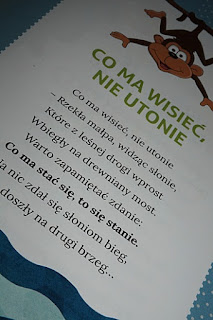 CO MA WISIEĆ,
NIE UTONIE
Co ma wisieć, nie utonie
– Rzekła małpa, widząc słonie,
Które z leśnej drogi wprost
Wbiegły na drewniany most.
Warto zapamiętać zdanie:
Co ma stać się, to się stanie.
Na nic zdał się słoniom bieg,
doszły na drugi brzeg...